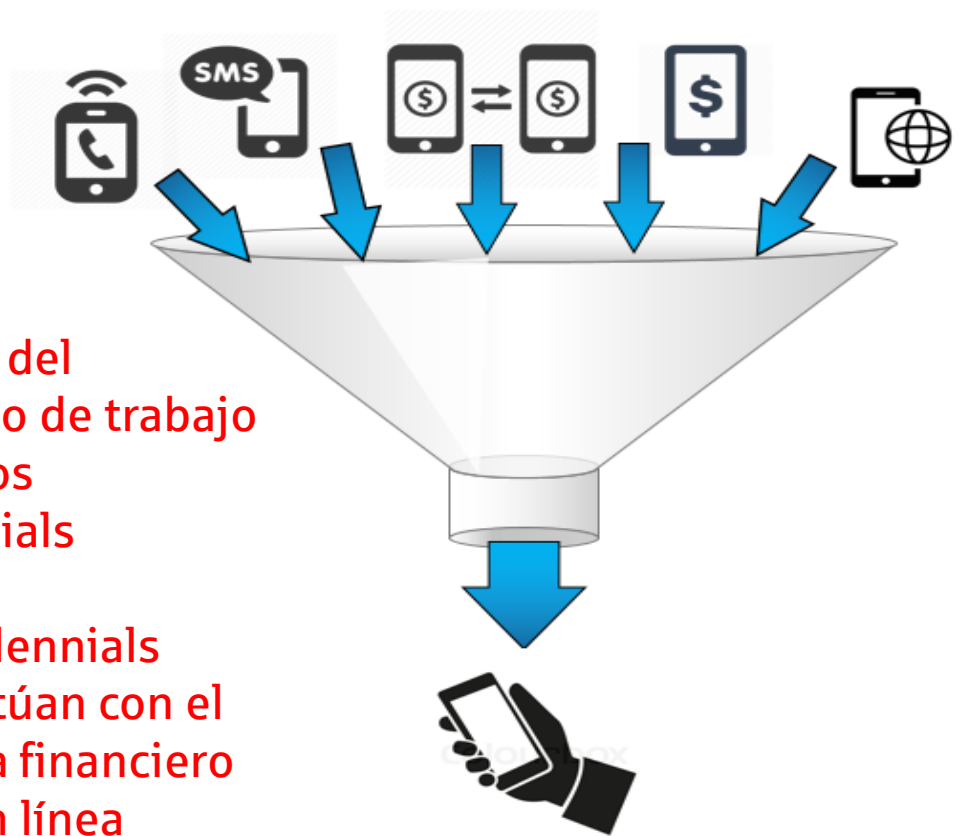 SMS
$
$
$
del
o de trabajo
os
ials
lennials
túan con el
a financiero
n línea